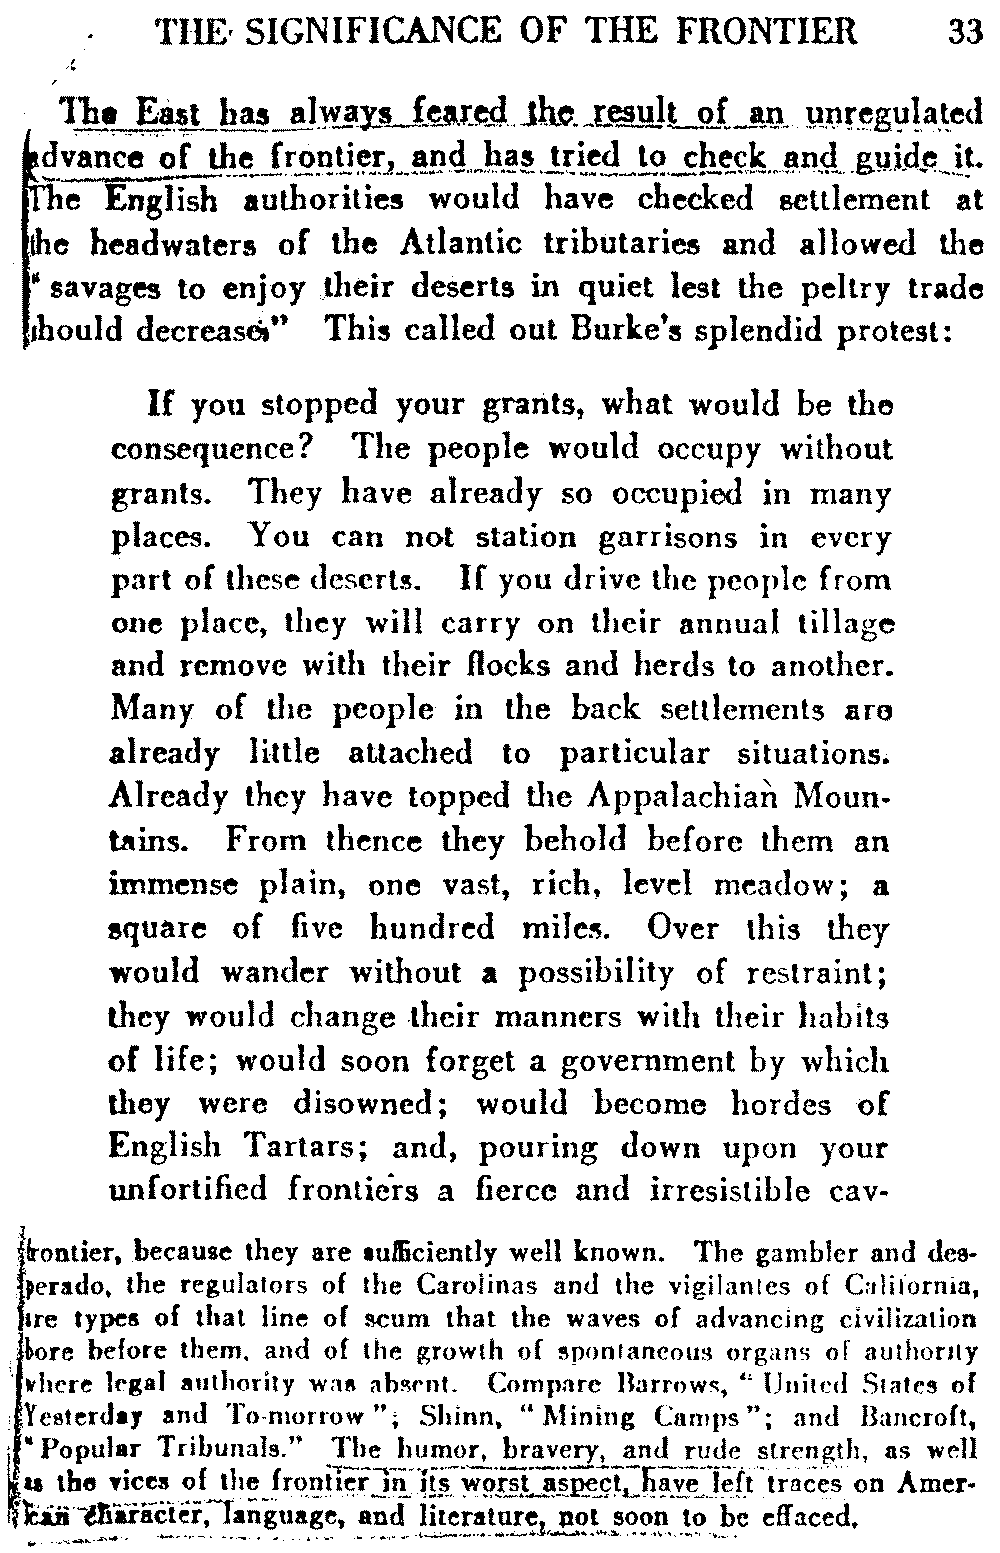 THE SIGNIFICANCE OF THE FRONTIER 33
The East has always feared the result of an unregulated
advance of the frontier, and has tried to check and guide it.
The English authorities would have checked settlement at
the headwaters of the Atlantic tributaries and allowed the
" savages to enjoy their deserts in quiet lest the peltry trade
should decrease." This called out Burke's splendid protest:
If you stopped your grants, what would be the
consequence? The people would occupy without
grants. They have already so occupied in many
places. You can not station garrisons in every
part of these deserts. If you drive the people from
one place, they will carry on their annual tillage
and remove with their flocks and herds to another.
Many of the people in the back settlements are
already little attached to particular situations.
Already they have topped the Appalachian Moun-
tains. From thence they behold before them an
immense plain, one vast, rich, level meadow; a
square of five hundred miles. Over this they
would wander without a possibility of restraint;
they would change their manners with their habits
of life; would soon forget a government by which
they were disowned; would become hordes of
English Tartars; and, pouring down upon your
unfortified frontiers a fierce and irresistible cav-
frontier, because they are sufficiently well known. The gambler and des-
perado, the regulators of the Carolinas and the vigilantes of California,
are types of that line of scum that the waves of advancing civilization
bore before them, and of the growth of spontaneous organs of authority
where legal authority was absent. Compare Barrows, " United States of
Yesterday and To-morrow "; Shinn, " Mining Camps "; and Bancroft,
" Popular Tribunals." The humor, bravery, and rude strength, as well
as the vices of the frontier in its worst aspect, have left traces on Amer-
ican character, language, and literature, not soon to be effaced.